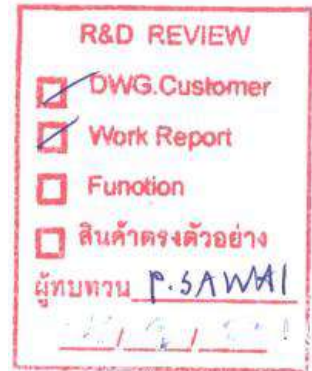 R&D REVIEW
DWG.Customer
Work Report
Funotion
สินค้าตรงตัวอย่าง
ผู้ทบทวน P.SAWAI